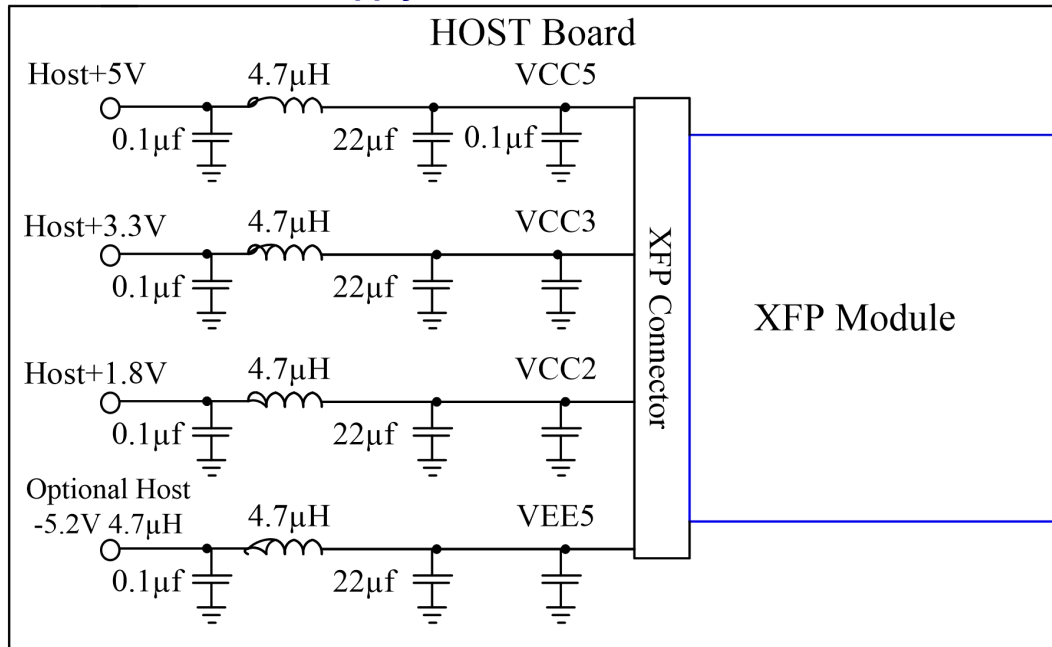 HOST Board
Host+5V 4.7µH VCC5
0.1µf 22µf 0.1µf
Host+3.3V 4.7µH VCC3
0.1µf 22µf
Host+1.8V 4.7µH VCC2
0.1µf 22µf
Optional Host
-5.2V 4.7µH 4.7µH VEE5
0.1µf 22µf
XFP Connector
XFP Module